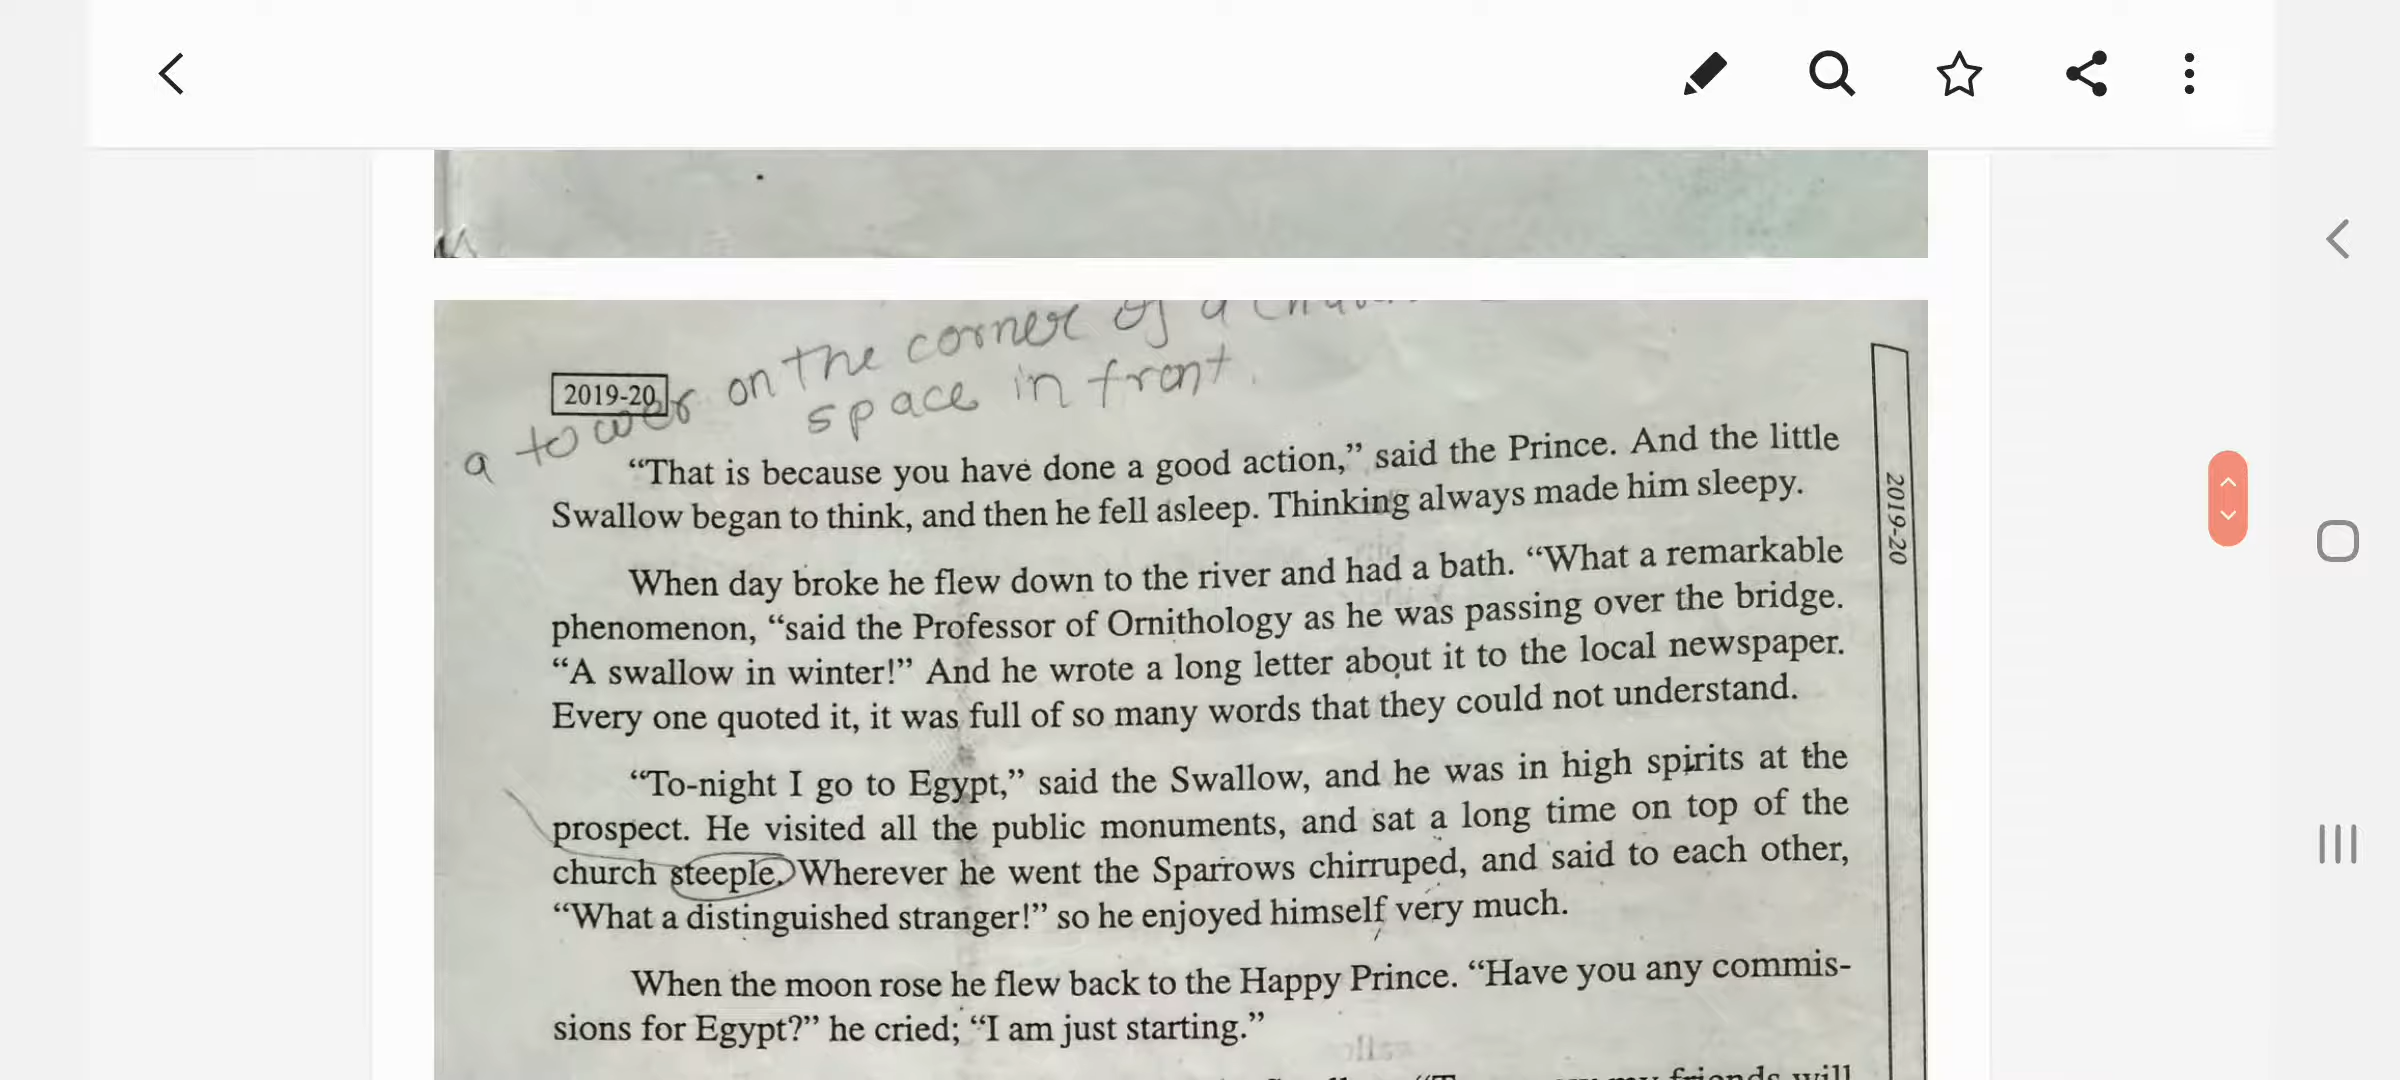 on the corner of a
2019-20
a tower
space in front.
“That is because you have done a good action,” said the Prince. And the little
Swallow began to think, and then he fell asleep. Thinking always made him sleepy.
When day broke he flew down to the river and had a bath. “What a remarkable
phenomenon, “said the Professor of Ornithology as he was passing over the bridge.
“A swallow in winter!” And he wrote a long letter about it to the local newspaper.
Every one quoted it, it was full of so many words that they could not understand.
“To-night I go to Egypt,” said the Swallow, and he was in high spirits at the
prospect. He visited all the public monuments, and sat a long time on top of the
church steeple. Wherever he went the Sparrows chirruped, and said to each other,
“What a distinguished stranger!” so he enjoyed himself very much.
When the moon rose he flew back to the Happy Prince. “Have you any commis-
sions for Egypt?” he cried; “I am just starting.”
friends will
2019-20